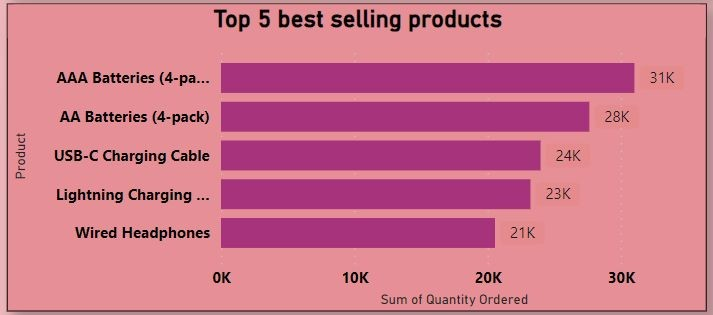 Top 5 best selling products
Product
AAA Batteries (4-pa... 31K
AA Batteries (4-pack) 28K
USB-C Charging Cable 24K
Lightning Charging ... 23K
Wired Headphones 21K
0K 10K 20K 30K
Sum of Quantity Ordered